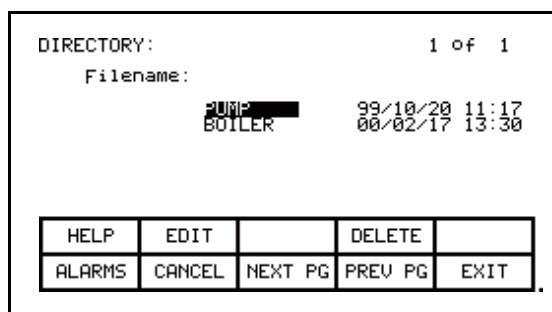 DIRECTORY: 1 of 1
Filename:
PUMP 99/10/20 11:17
BOILER 00/02/17 13:30
HELP EDIT DELETE
ALARMS CANCEL NEXT PG PREV PG EXIT
.